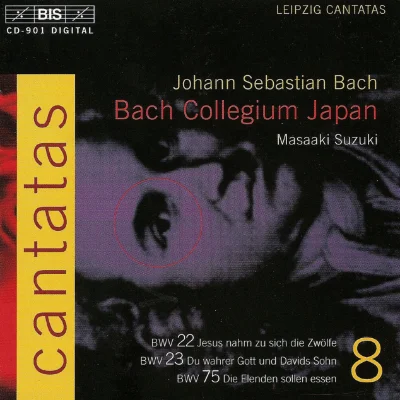 BIS
CD-901 DIGITAL
LEIPZIG CANTATAS
Johann Sebastian Bach
Bach Collegium Japan
Masaaki Suzuki
cantatas
BWV 22 Jesus nahm zu sich die Zwölfe
BWV 23 Du wahrer Gott und Davids Sohn
BWV 75 Die Elenden sollen essen
8